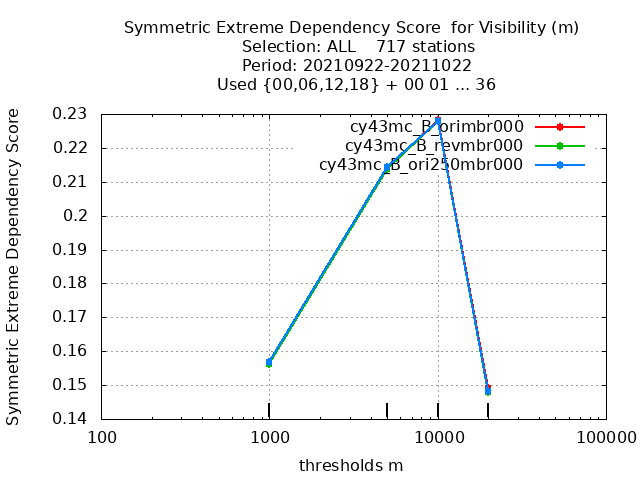 Symmetric Extreme Dependency Score  for Visibility (m)
Selection: ALL    717 stations
Period: 20210922-20211022
Used {00,06,12,18} + 00 01 ... 36
Symmetric Extreme Dependency Score
0.23
0.22
0.21
0.2
0.19
0.18
0.17
0.16
0.15
0.14
cy43mc_B_orimbr000
cy43mc_B_revmbr000
cy43mc_B_ori250mbr000
100 1000 10000 100000
thresholds m